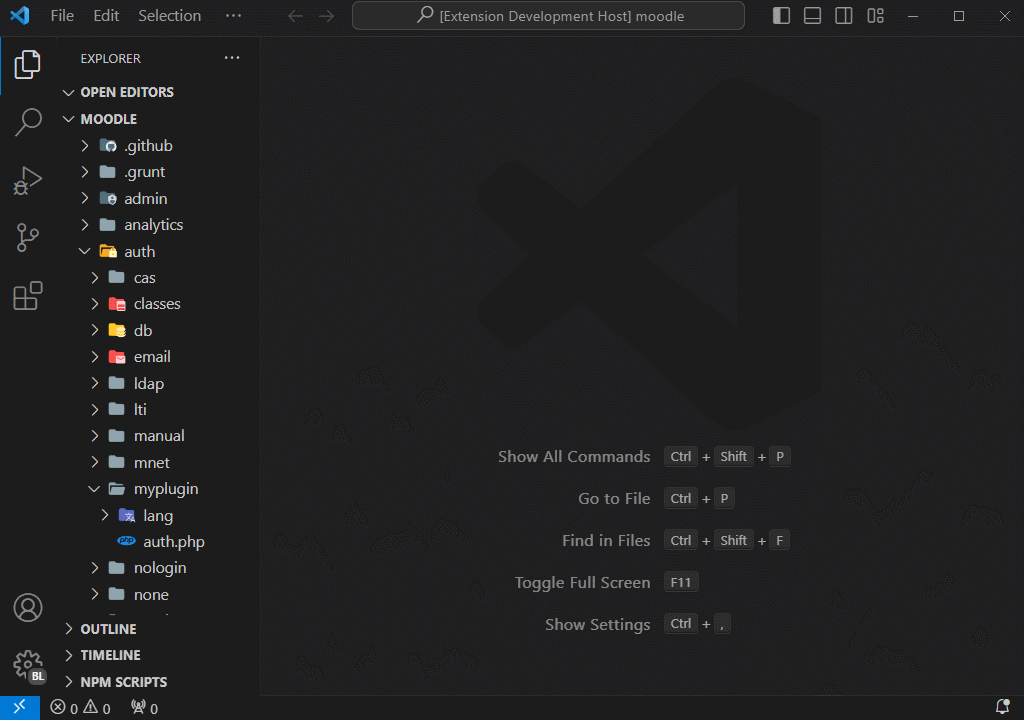 File Edit Selection ··· [Extension Development Host] moodle
EXPLORER ···
OPEN EDITORS
MOODLE
.github
.grunt
admin
analytics
auth
cas
classes
db
email
ldap
lti
manual
mnet
myplugin
lang
php auth.php
nologin
none
OUTLINE
TIMELINE
NPM SCRIPTS
Show All Commands Ctrl + Shift + P
Go to File Ctrl + P
Find in Files Ctrl + Shift + F
Toggle Full Screen F11
Show Settings Ctrl + ,
BL
0 0 0